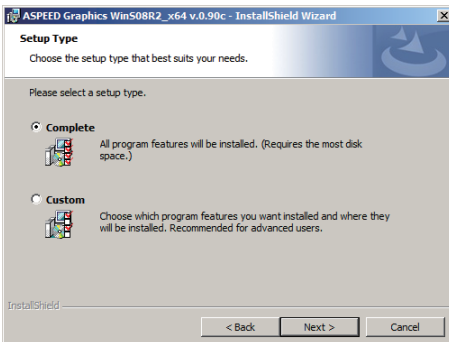 ASPEED Graphics WinS08R2_x64 v.0.90c - InstallShield Wizard
Setup Type
Choose the setup type that best suits your needs.
Please select a setup type.
Complete
All program features will be installed. (Requires the most disk
space.)
Custom
Choose which program features you want installed and where they
will be installed. Recommended for advanced users.
InstallShield
< Back
Next >
Cancel